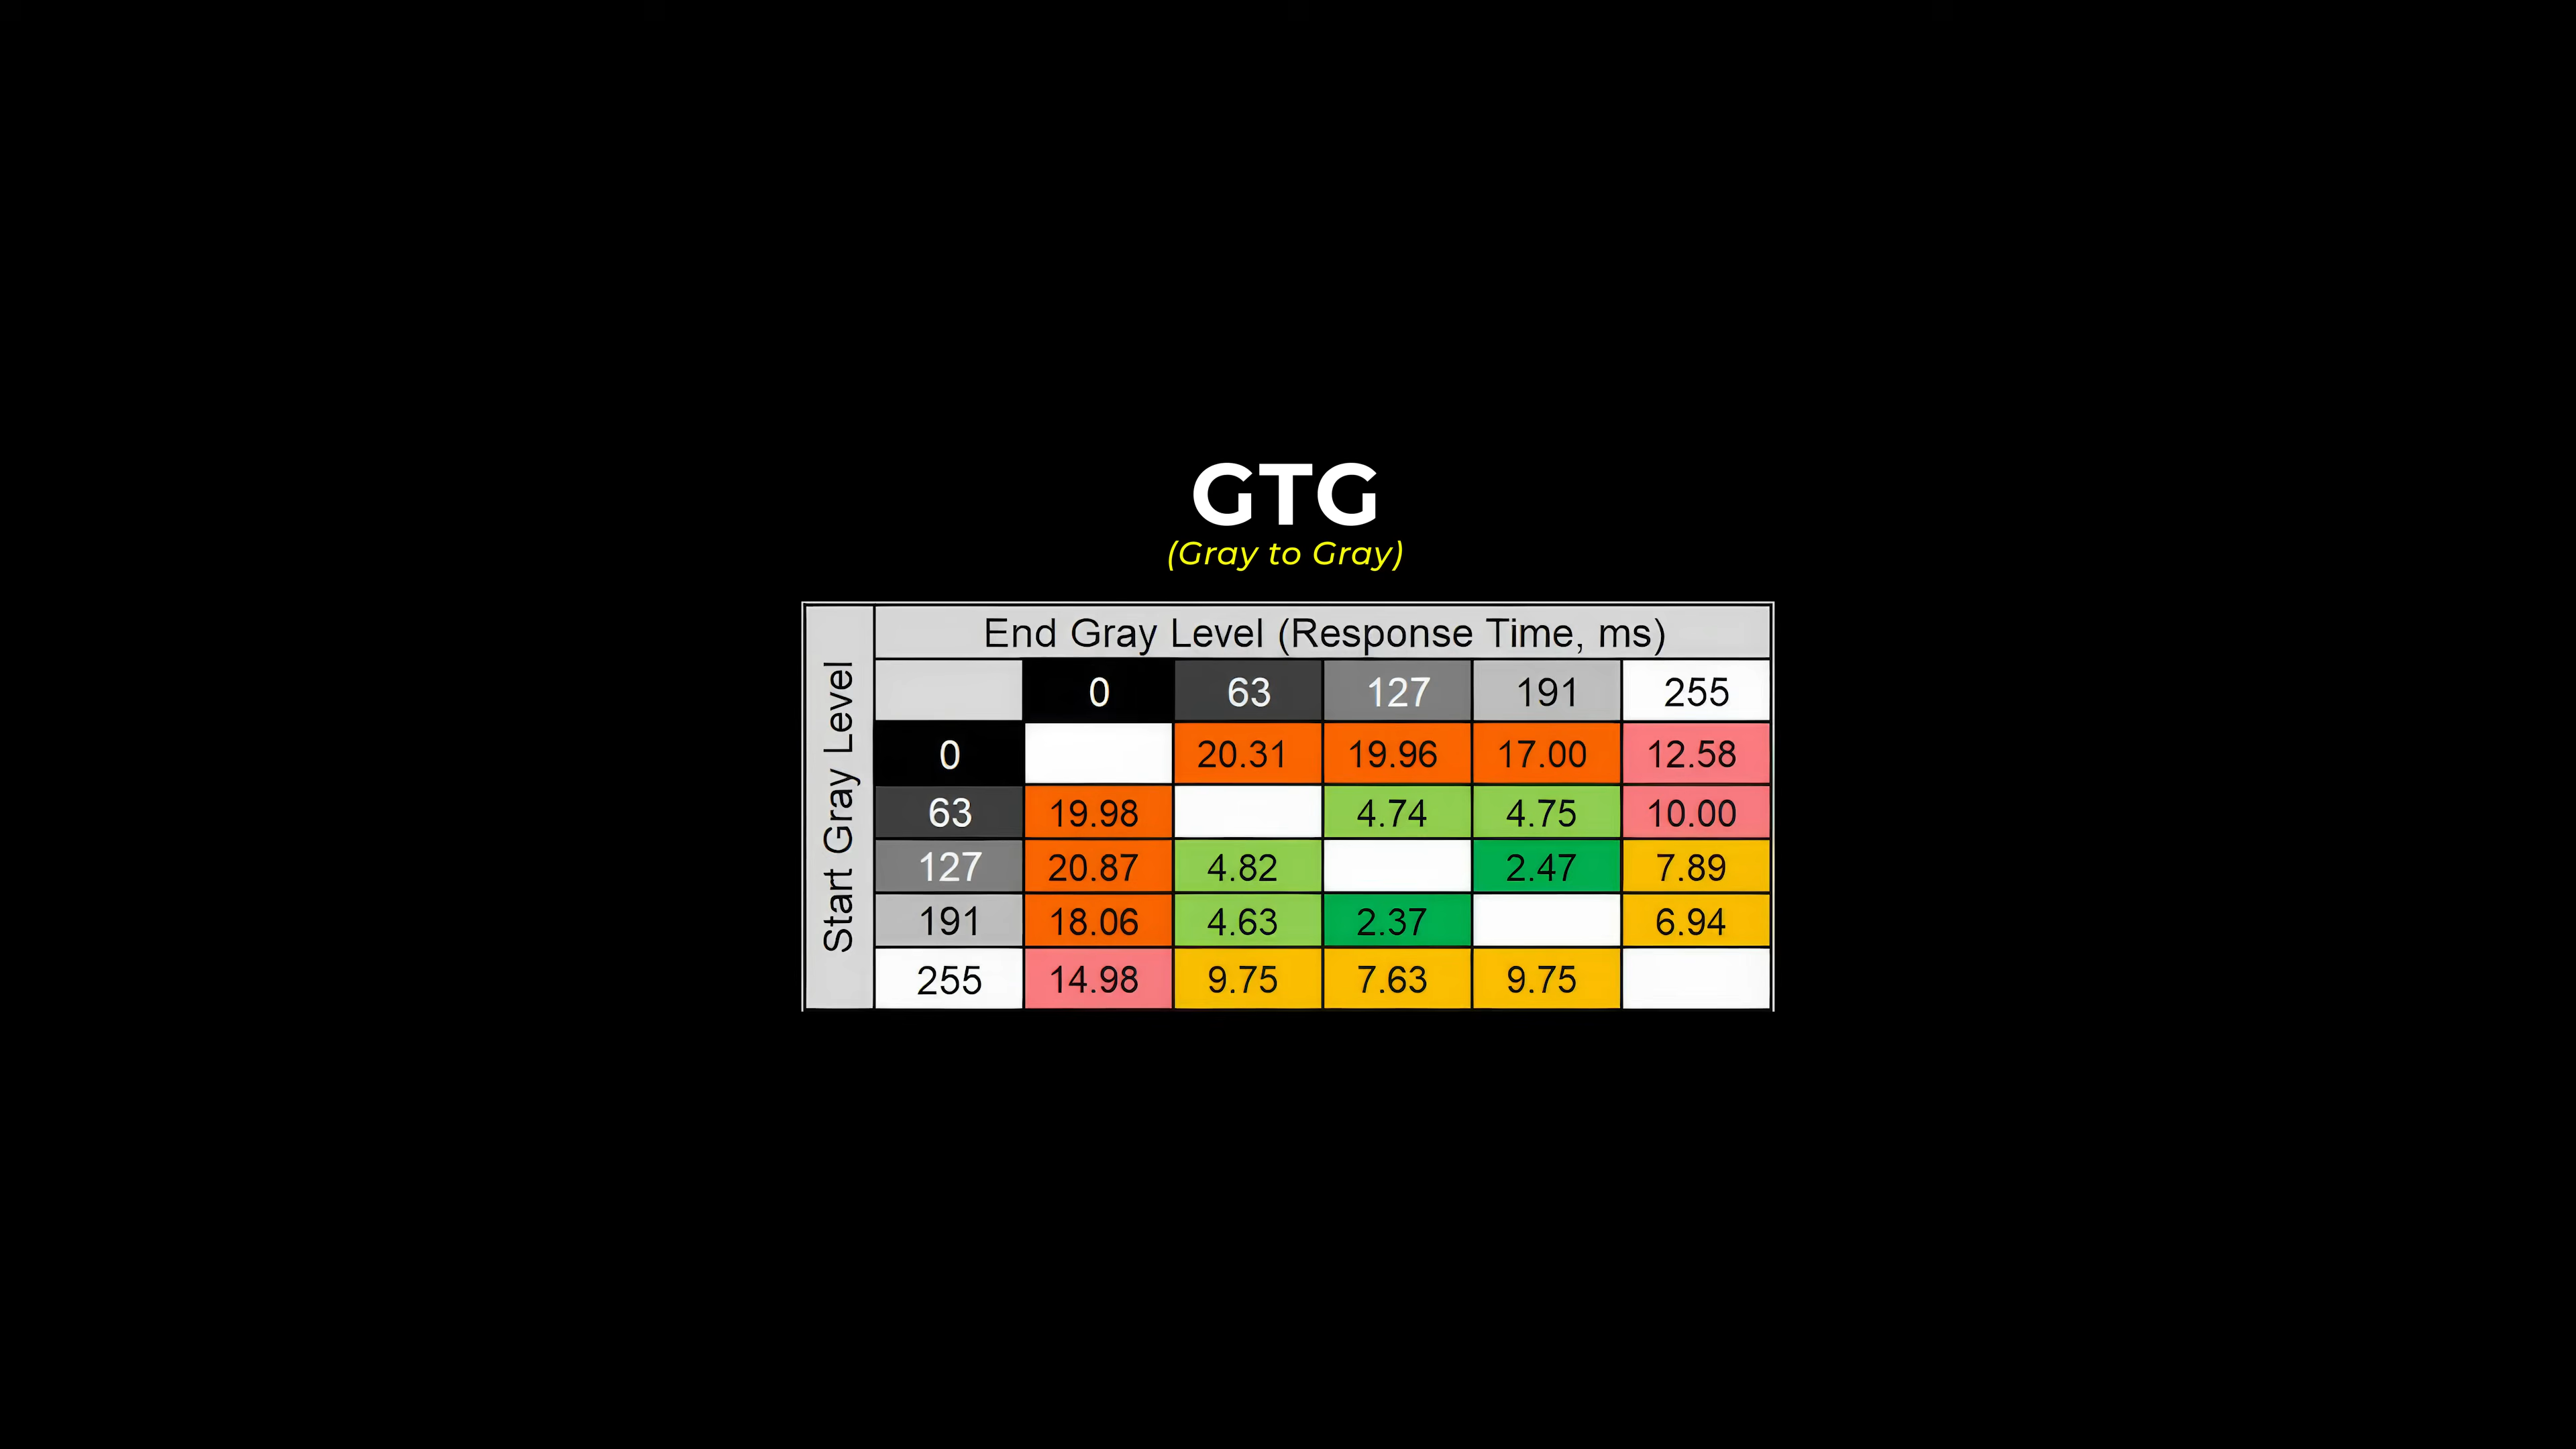 GTG
(Gray to Gray)
Start Gray Level
End Gray Level (Response Time, ms)
0 63 127 191 255
0 20.31 19.96 17.00 12.58
63 19.98 4.74 4.75 10.00
127 20.87 4.82 2.47 7.89
191 18.06 4.63 2.37 6.94
255 14.98 9.75 7.63 9.75